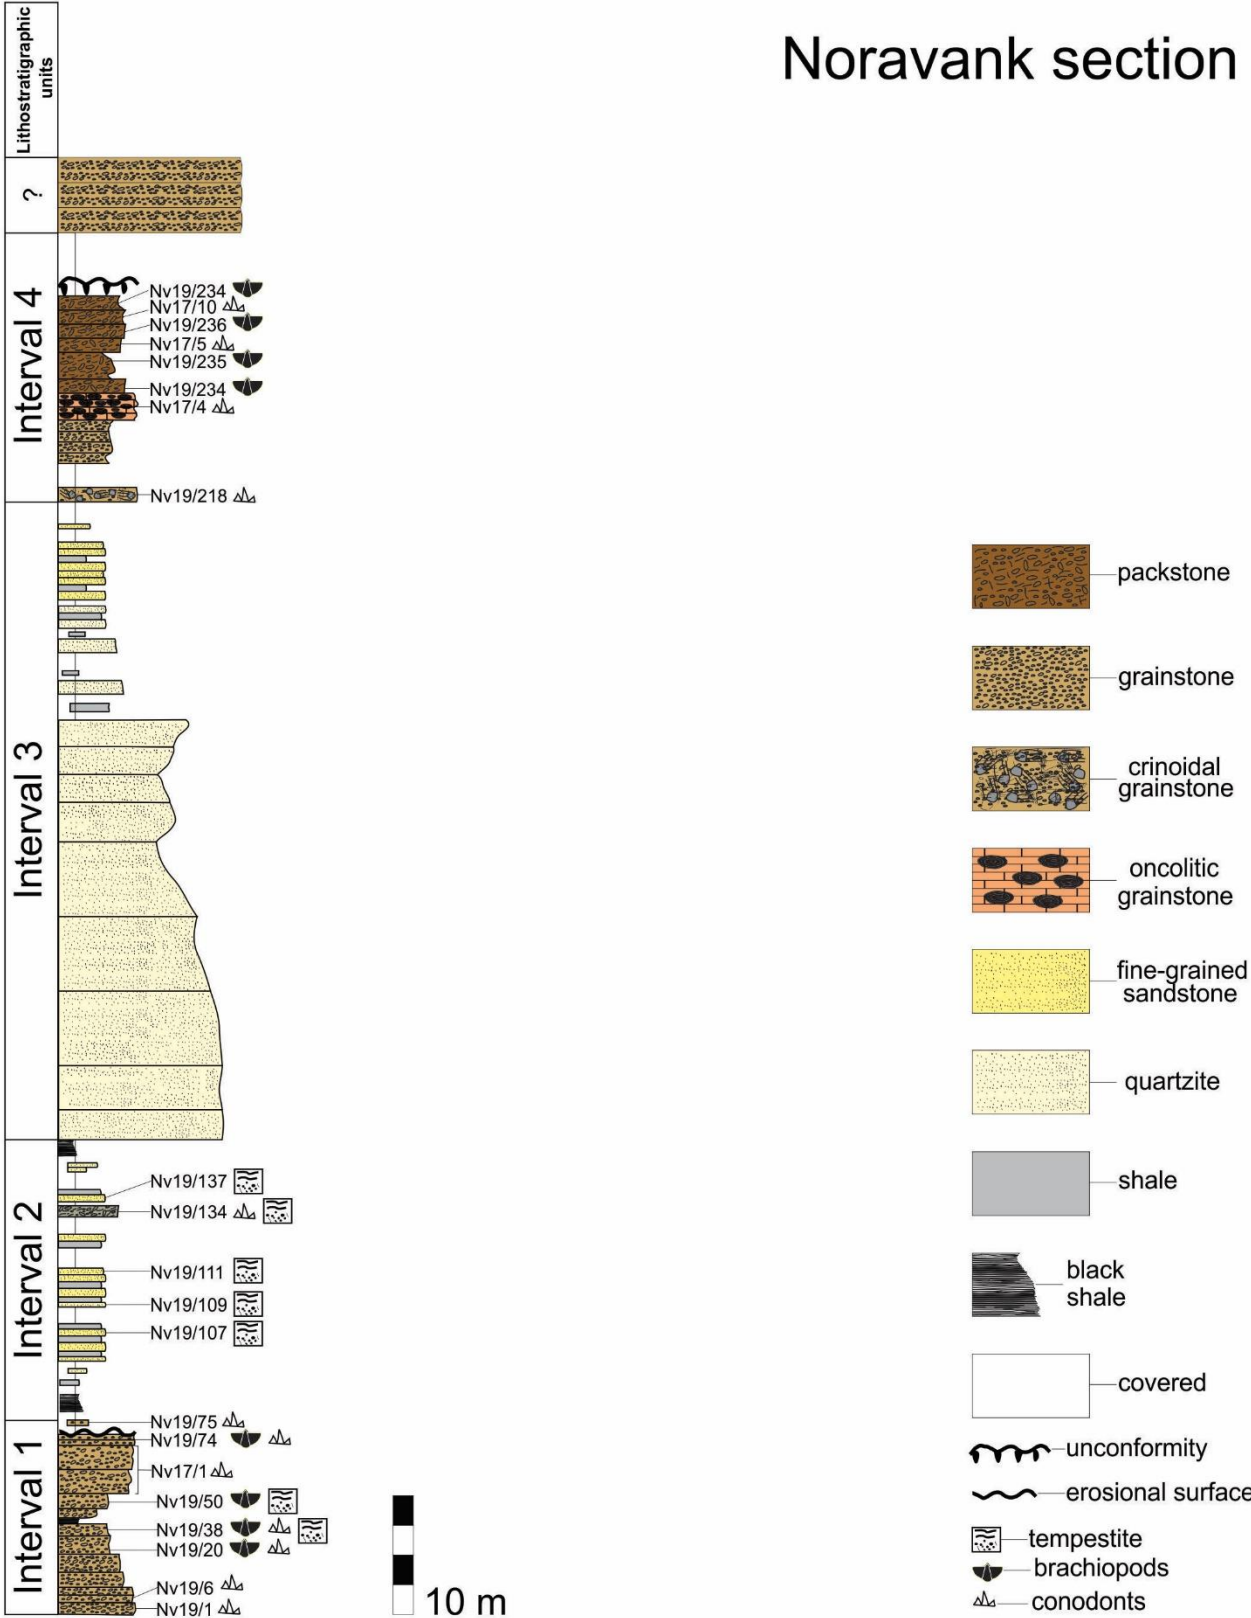 Noravank section
Lithostratigraphic
units
?
Interval 4
Nv19/234
Nv17/10
Nv19/236
Nv17/5
Nv19/235
Nv19/234
Nv17/4
Nv19/218
Interval 3
Interval 2
Nv19/137
Nv19/134
Nv19/111
Nv19/109
Nv19/107
Interval 1
Nv19/75
Nv19/74
Nv17/1
Nv19/50
Nv19/38
Nv19/20
Nv19/6
Nv19/1
10 m
packstone
grainstone
crinoidal
grainstone
oncolitic
grainstone
fine-grained
sandstone
quartzite
shale
black
shale
covered
unconformity
erosional surface
tempestite
brachiopods
conodonts